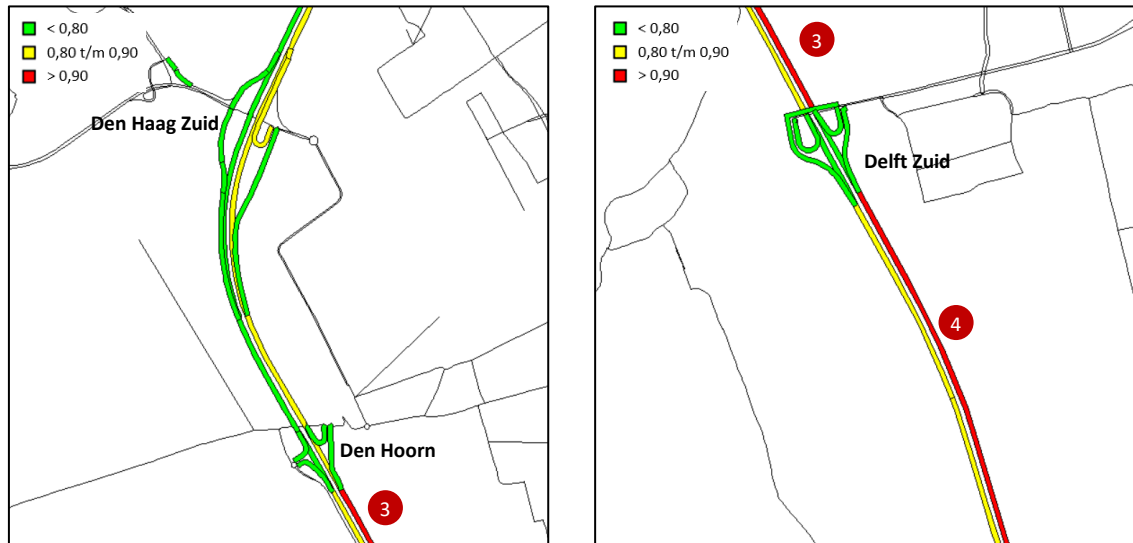 < 0,80
0,80 t/m 0,90
> 0,90
Den Haag Zuid
Den Hoorn
3
< 0,80
0,80 t/m 0,90
> 0,90
3
Delft Zuid
4